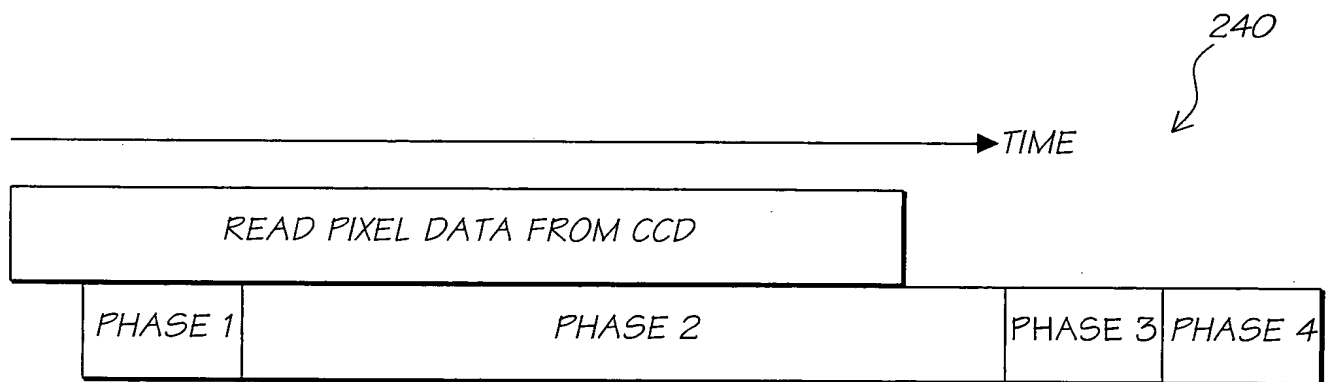 240
TIME
READ PIXEL DATA FROM CCD
PHASE 1 PHASE 2 PHASE 3 PHASE 4